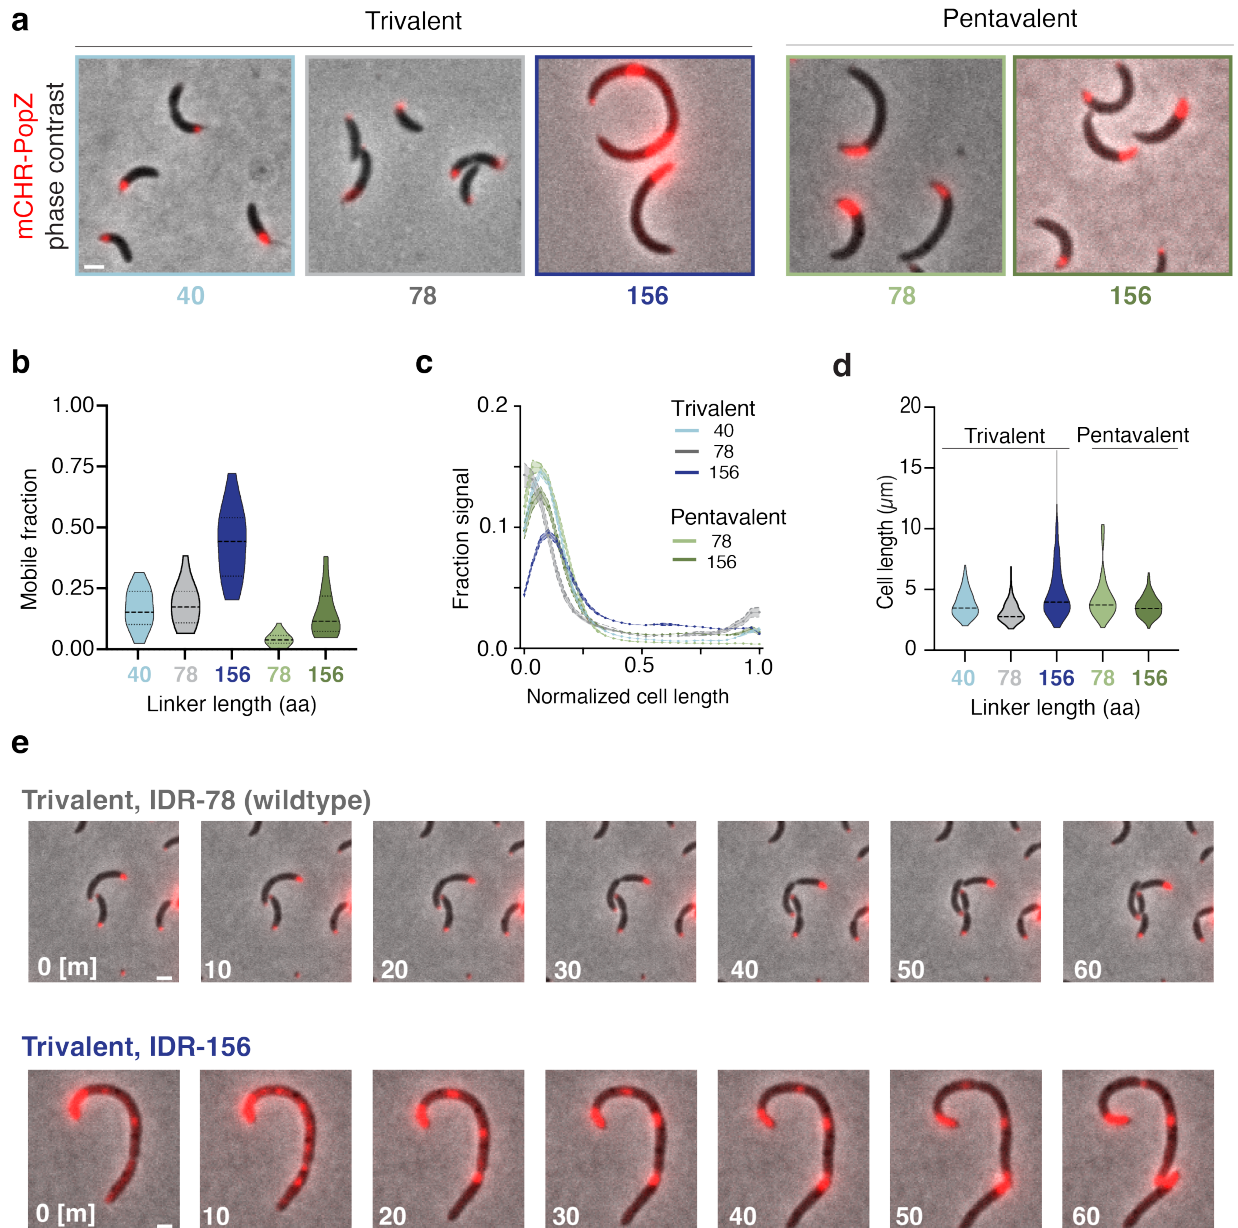 a
Trivalent
Pentavalent
mCHR-PopZ
phase contrast
40
78
156
78
156
b
1.00
0.75
0.50
0.25
0.00
Mobile fraction
40 78 156 78 156
Linker length (aa)
c
0.2
0.1
0.0
Fraction signal
0.0 0.5 1.0
Normalized cell length
Trivalent
40
78
156
Pentavalent
78
156
d
20
15
10
5
0
Cell length (µm)
Trivalent Pentavalent
40 78 156 78 156
Linker length (aa)
e
Trivalent, IDR-78 (wildtype)
0 [m] 10 20 30 40 50 60
Trivalent, IDR-156
0 [m] 10 20 30 40 50 60